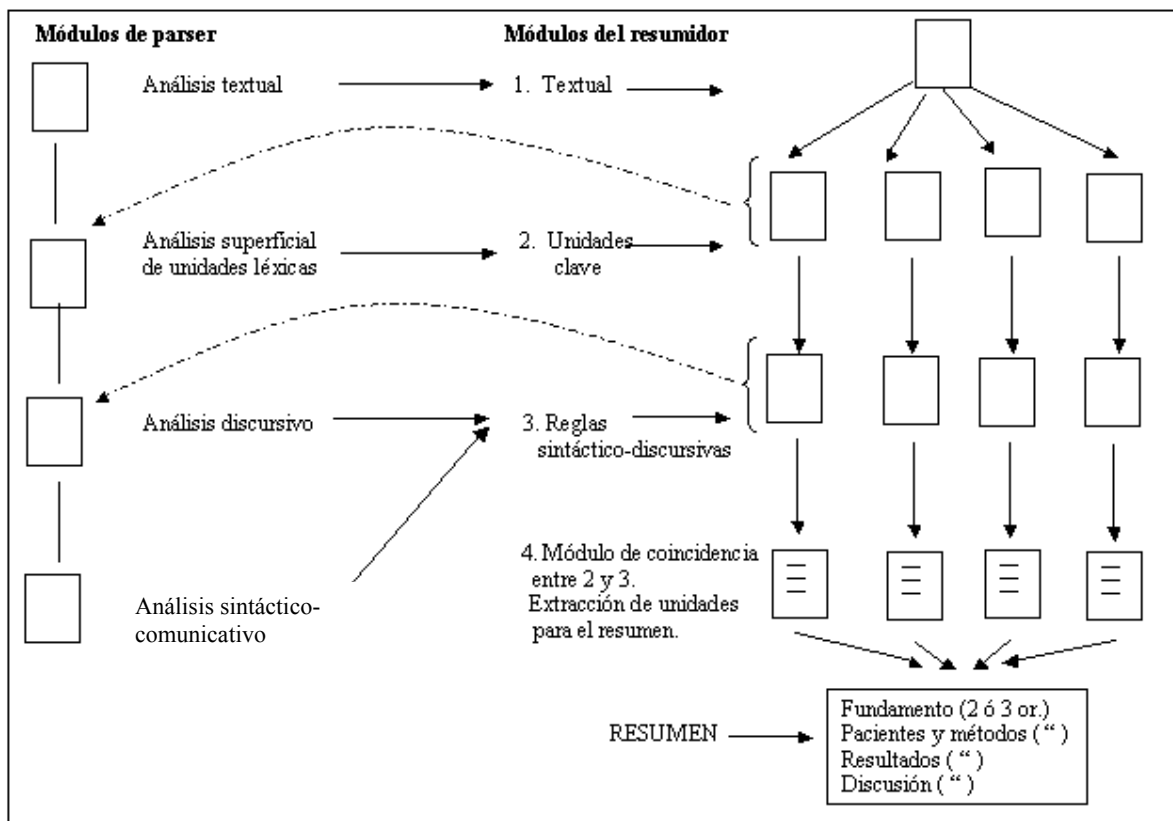 Módulos de parser
Módulos del resumidor
Análisis textual
1. Textual
Análisis superficial
de unidades léxicas
2. Unidades
clave
Análisis discursivo
3. Reglas
sintáctico-discursivas
4. Módulo de coincidencia
entre 2 y 3.
Extracción de unidades
para el resumen.
Análisis sintáctico-
comunicativo
RESUMEN
Fundamento (2 ó 3 or.)
Pacientes y métodos ( “ )
Resultados ( “ )
Discusión ( “ )